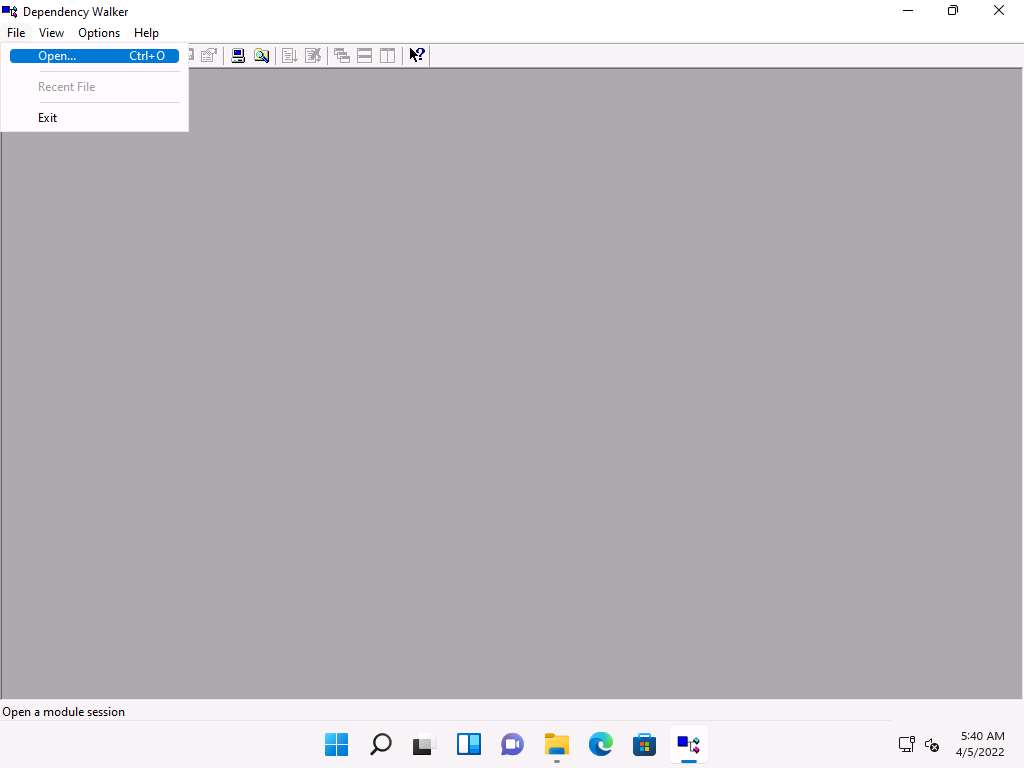 Dependency Walker
File View Options Help
Open... Ctrl+O
Recent File
Exit
Open a module session
5:40 AM
4/5/2022